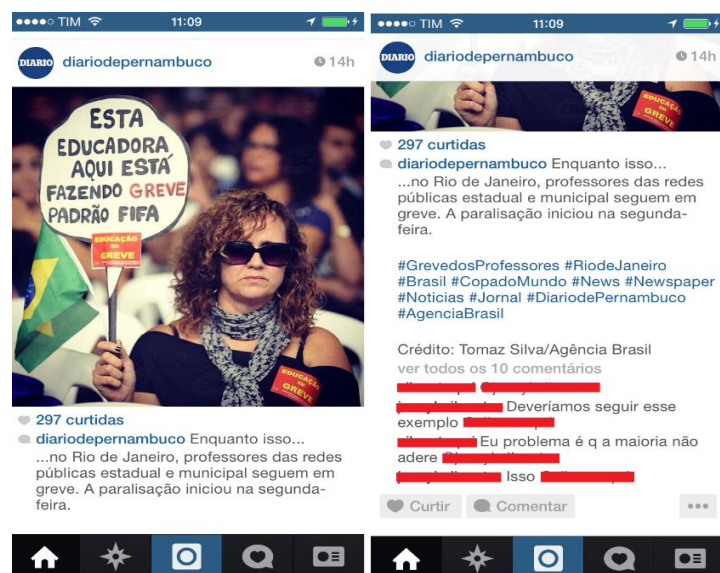 TIM 11:09
DIARIO diariodepernambuco 14h
ESTA
EDUCADORA
AQUI ESTÁ
FAZENDO GREVE
PADRÃO FIFA
EDUCAÇÃO
EM
GREVE
EDUCAÇÃO
EM
GREVE
297 curtidas
diariodepernambuco Enquanto isso...
...no Rio de Janeiro, professores das redes
públicas estadual e municipal seguem em
greve. A paralisação iniciou na segunda-
feira.
TIM 11:09
DIARIO diariodepernambuco 14h
EDUCAÇÃO
EM
GREVE
297 curtidas
diariodepernambuco Enquanto isso...
...no Rio de Janeiro, professores das redes
públicas estadual e municipal seguem em
greve. A paralisação iniciou na segunda-
feira.
#GrevedosProfessores #RiodeJaneiro
#Brasil #CopadoMundo #News #Newspaper
#Noticias #Jornal #DiariodePernambuco
#AgenciaBrasil
Crédito: Tomaz Silva/Agência Brasil
ver todos os 10 comentários
Deveríamos seguir esse
exemplo
Eu problema é q a maioria não
adere
Isso
Curtir Comentar